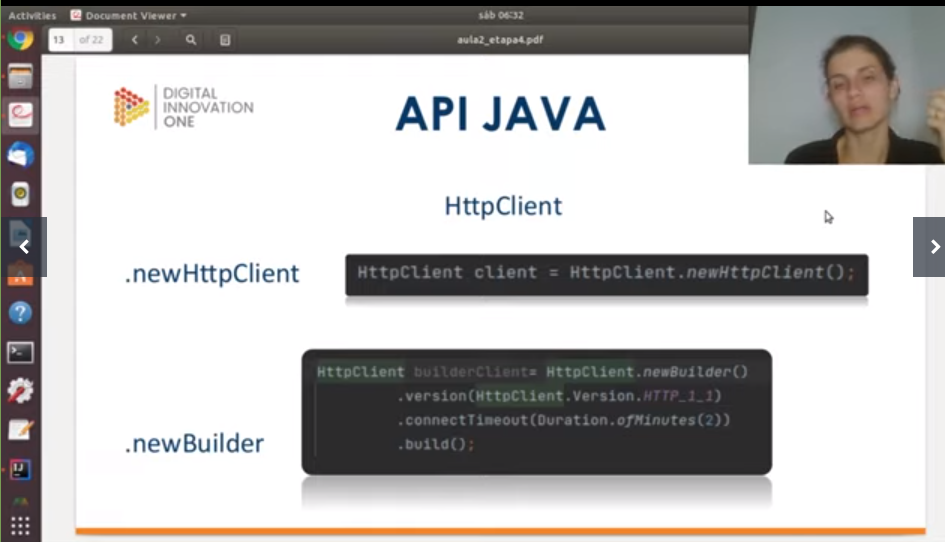 Activities
Document Viewer
sáb 06:32
13 of 22
aula2_etapa4.pdf
DIGITAL
INNOVATION
ONE
API JAVA
HttpClient
.newHttpClient
HttpClient client = HttpClient.newHttpClient();
HttpClient builderClient= HttpClient.newBuilder()
.version(HttpClient.Version.HTTP_1_1)
.connectTimeout(Duration.ofMinutes(2))
.build();
.newBuilder